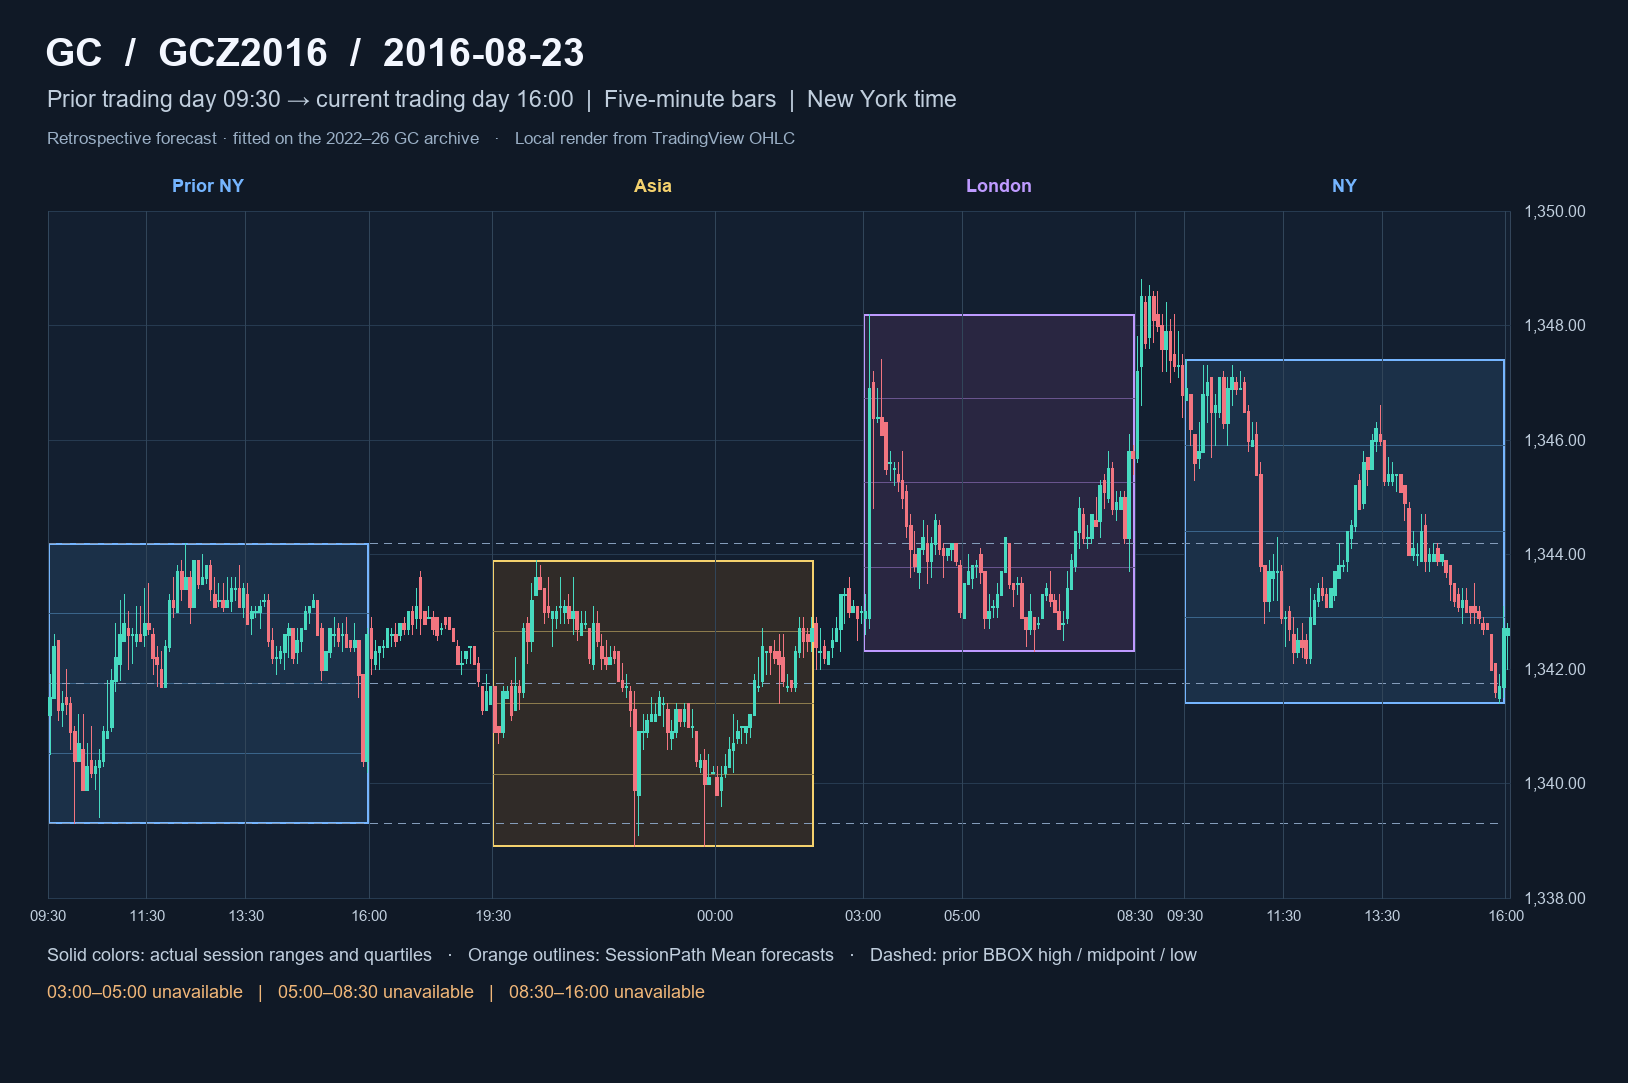 GC / GCZ2016 / 2016-08-23
Prior trading day 09:30 → current trading day 16:00 | Five-minute bars | New York time
Retrospective forecast · fitted on the 2022–26 GC archive · Local render from TradingView OHLC
Prior NY Asia London NY
1,350.00
1,348.00
1,346.00
1,344.00
1,342.00
1,340.00
1,338.00
09:30 11:30 13:30 16:00 19:30 00:00 03:00 05:00 08:30 09:30 11:30 13:30 16:00
Solid colors: actual session ranges and quartiles · Orange outlines: SessionPath Mean forecasts · Dashed: prior BBOX high / midpoint / low
03:00–05:00 unavailable | 05:00–08:30 unavailable | 08:30–16:00 unavailable